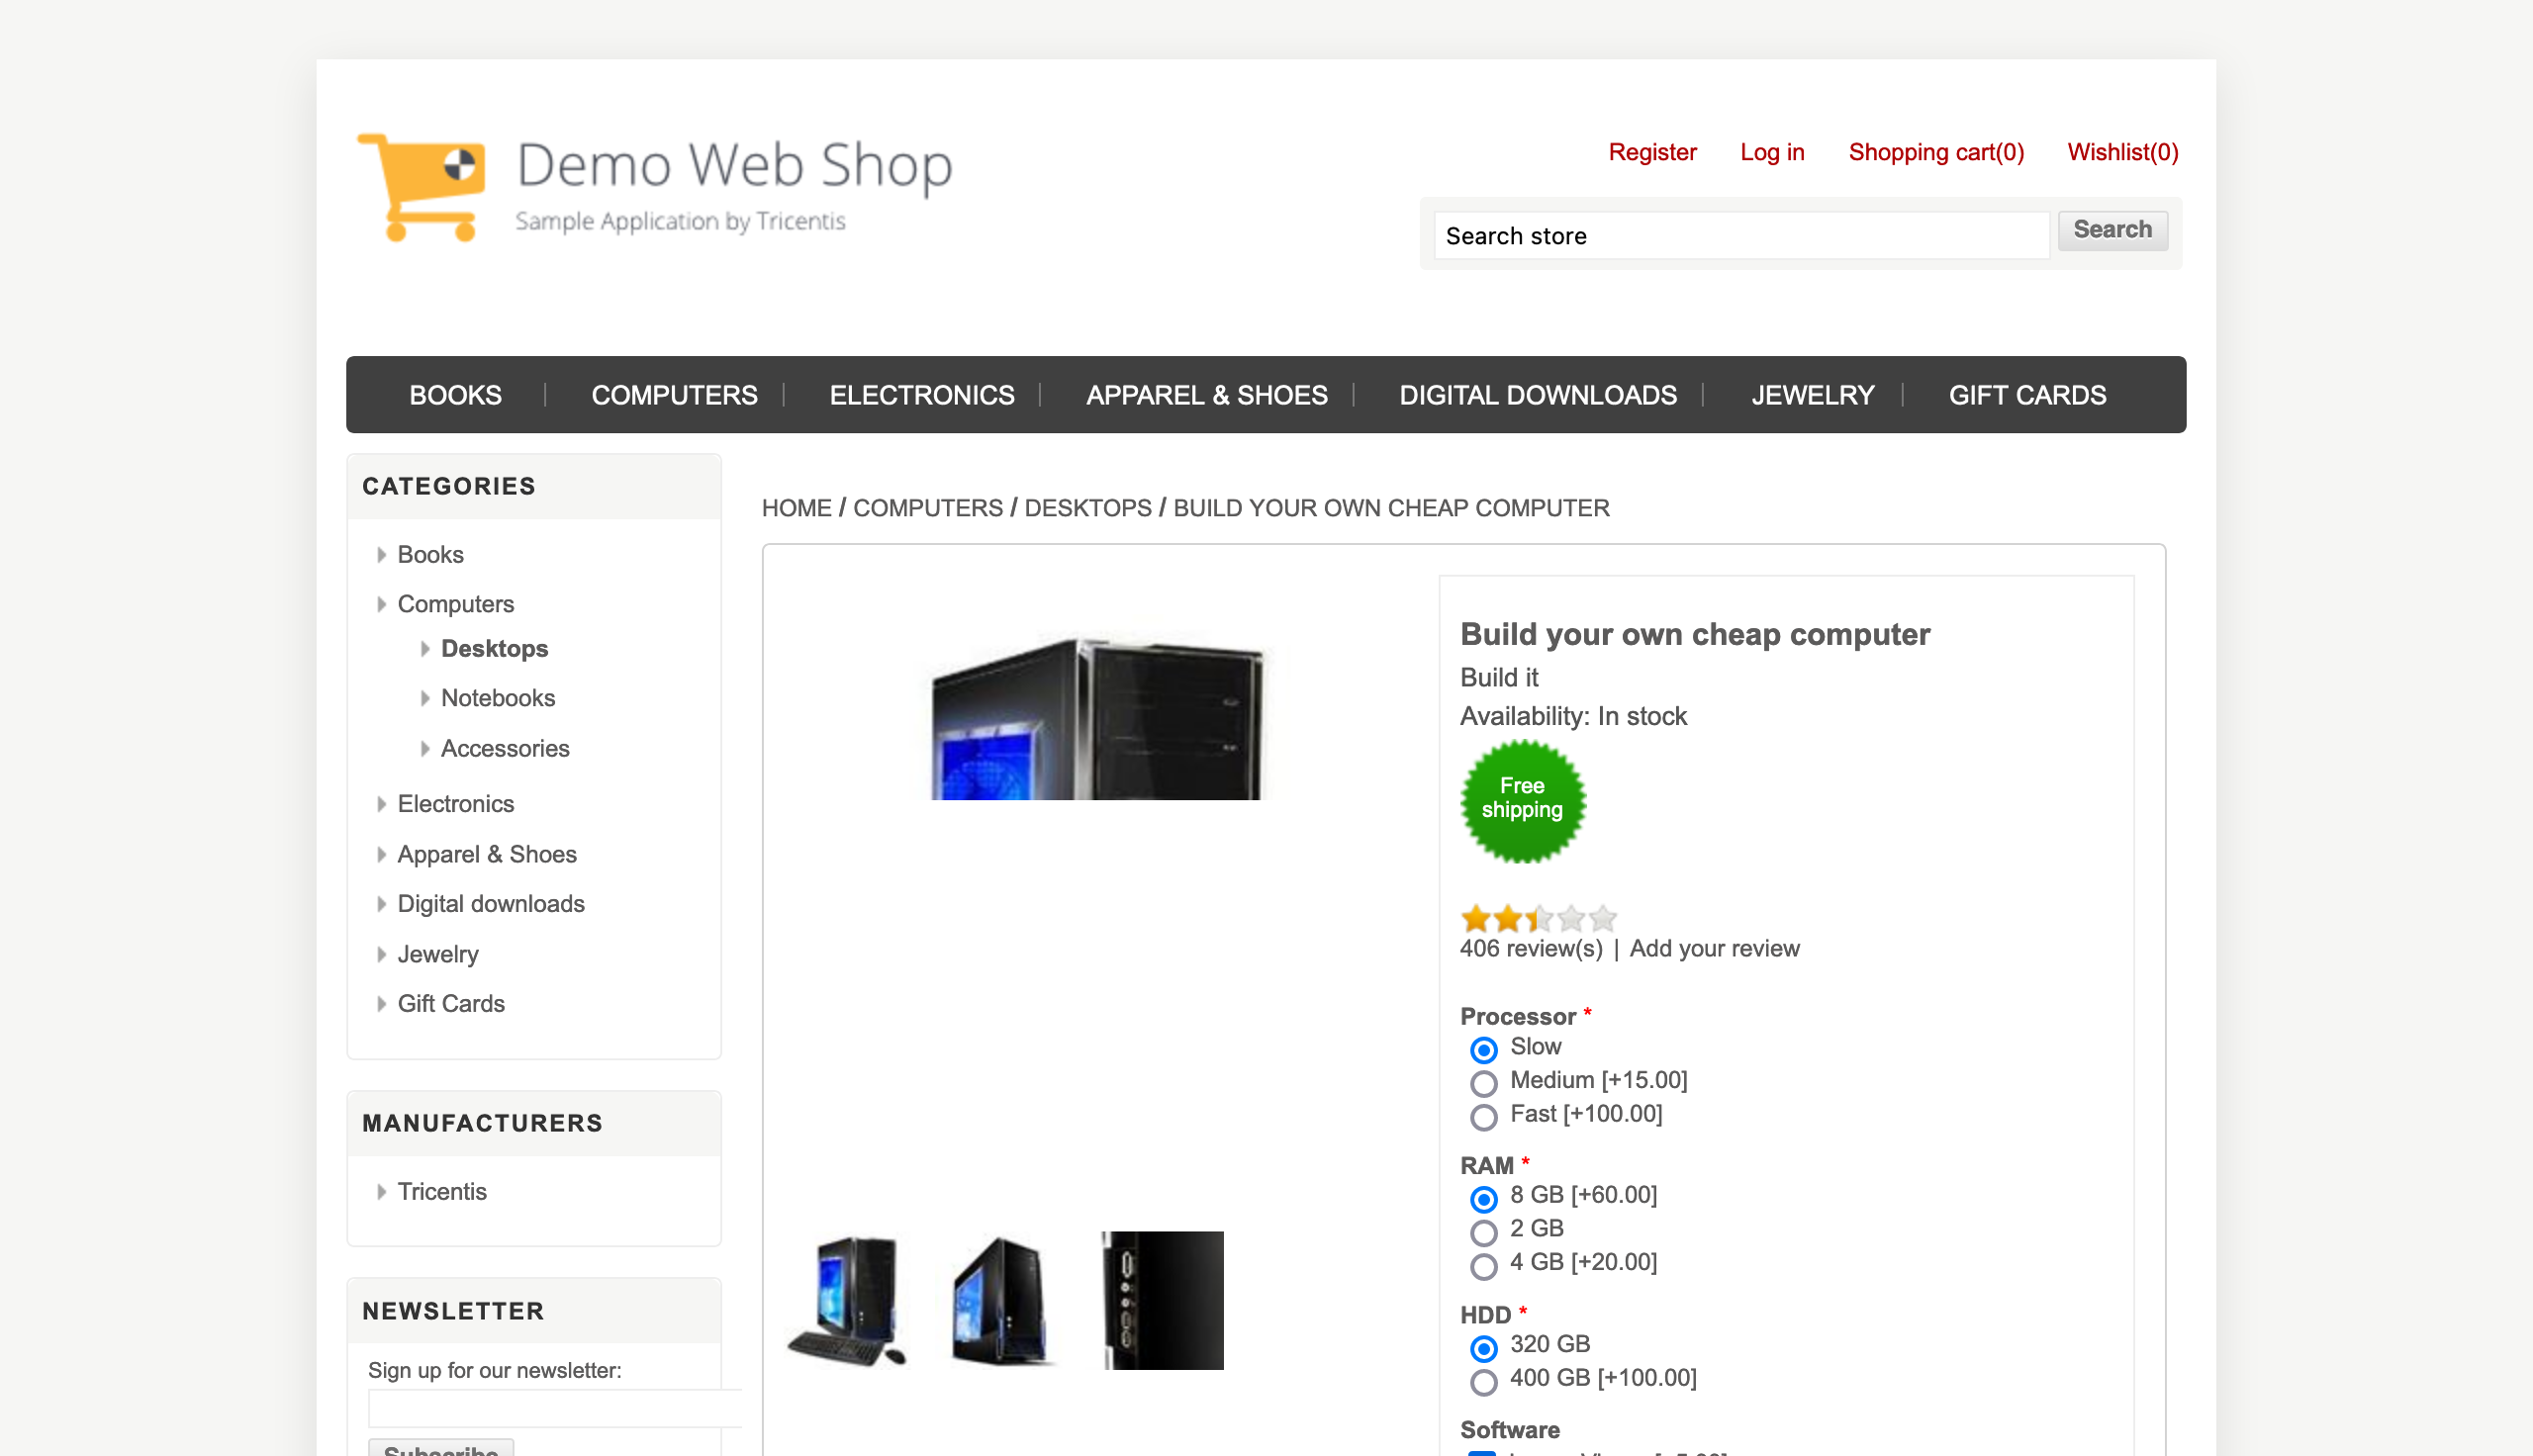 Demo Web Shop
Sample Application by Tricentis
Register Log in Shopping cart(0) Wishlist(0)
Search store Search
BOOKS COMPUTERS ELECTRONICS APPAREL & SHOES DIGITAL DOWNLOADS JEWELRY GIFT CARDS
CATEGORIES
Books
Computers
Desktops
Notebooks
Accessories
Electronics
Apparel & Shoes
Digital downloads
Jewelry
Gift Cards
MANUFACTURERS
Tricentis
NEWSLETTER
Sign up for our newsletter:
Subscribe
HOME / COMPUTERS / DESKTOPS / BUILD YOUR OWN CHEAP COMPUTER
Build your own cheap computer
Build it
Availability: In stock
Free
shipping
406 review(s) | Add your review
Processor *
Slow
Medium [+15.00]
Fast [+100.00]
RAM *
8 GB [+60.00]
2 GB
4 GB [+20.00]
HDD *
320 GB
400 GB [+100.00]
Software